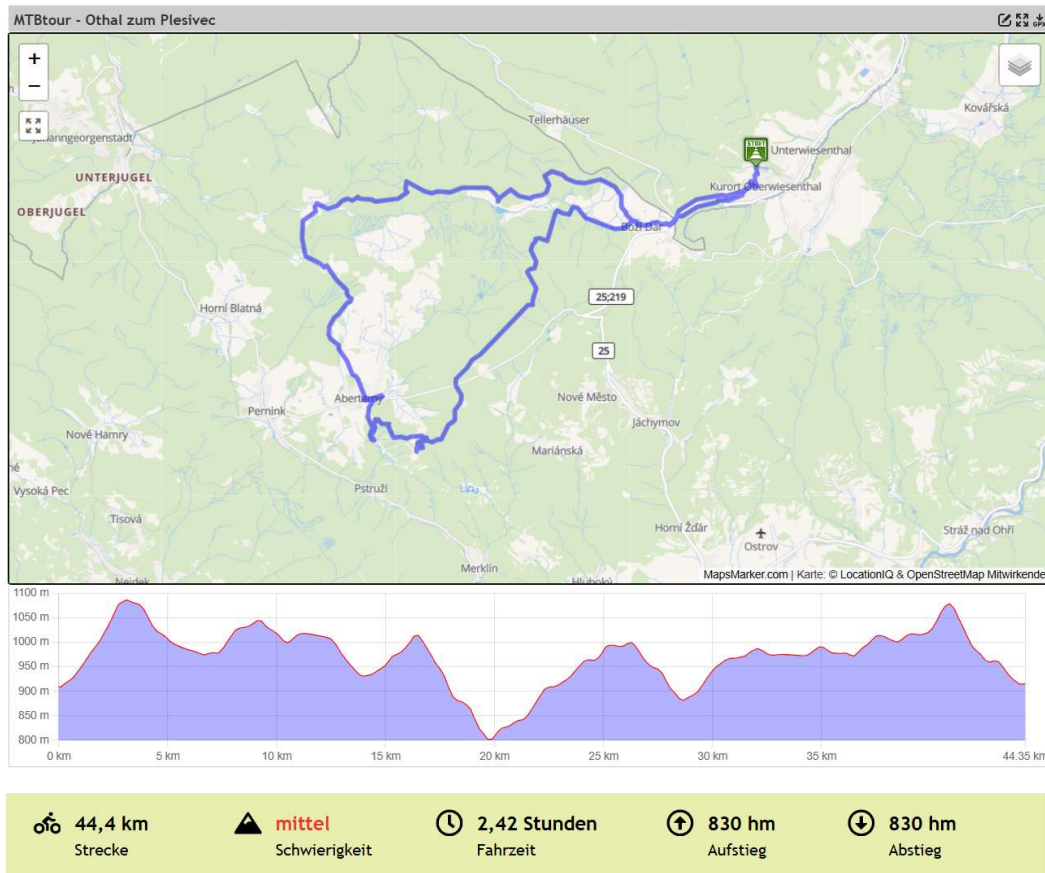 MTBtour - Othal zum Plesivec
GPX
+
−
Tellerhäuser
Kovářská
START
UNTERJUGEL
Unterwiesenthal
Kurort Oberwiesenthal
OBERJUGEL
Boží Dar
25;219
Horní Blatná
25
Abertamy
Nové Město
Pernink
Jáchymov
Nové Hamry
Mariánská
Vysoká Pec
Pstruží
Tisová
Horní Žďár
Stráž nad Ohří
Ostrov
Merklín
Nejdek
Hluboký
MapsMarker.com | Karte: © LocationIQ & OpenStreetMap Mitwirkende
1100 m
1050 m
1000 m
950 m
900 m
850 m
800 m
0 km 5 km 10 km 15 km 20 km 25 km 30 km 35 km 44.35 km
44,4 km mittel 2,42 Stunden 830 hm 830 hm
Strecke Schwierigkeit Fahrzeit Aufstieg Abstieg